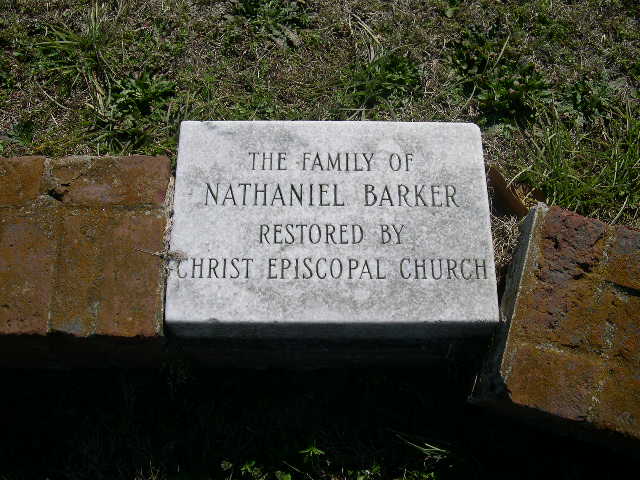 THE FAMILY OF
NATHANIEL BARKER
RESTORED BY
CHRIST EPISCOPAL CHURCH